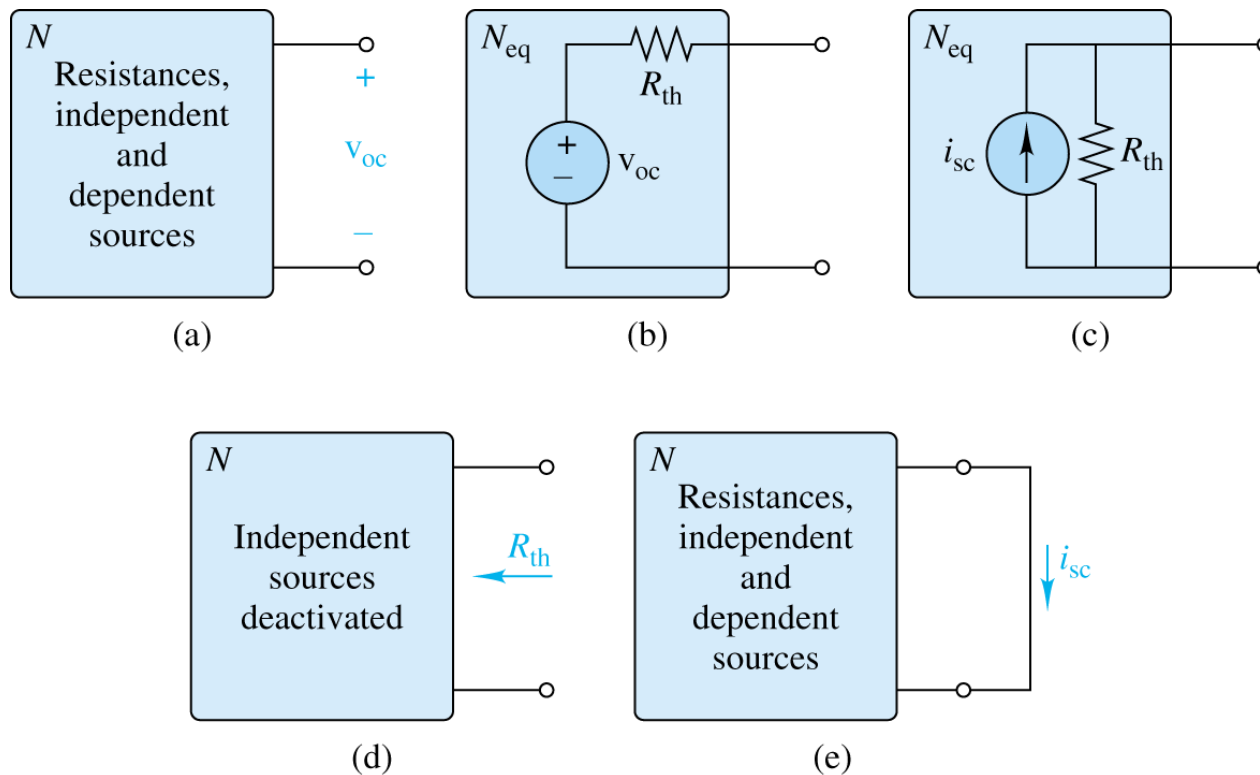 N
Resistances,
independent
and
dependent
sources
+
v_oc
–
(a)
N_eq
R_th
+
–
v_oc
(b)
N_eq
i_sc
R_th
(c)
N
Independent
sources
deactivated
R_th
(d)
N
Resistances,
independent
and
dependent
sources
i_sc
(e)